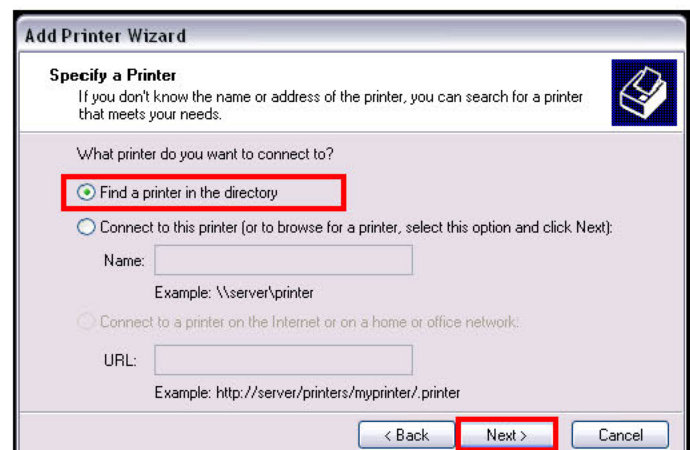 Add Printer Wizard
Specify a Printer
If you don't know the name or address of the printer, you can search for a printer
that meets your needs.
What printer do you want to connect to?
Find a printer in the directory
Connect to this printer (or to browse for a printer, select this option and click Next):
Name:
Example: \\server\printer
Connect to a printer on the Internet or on a home or office network:
URL:
Example: http://server/printers/myprinter/.printer
< Back Next > Cancel